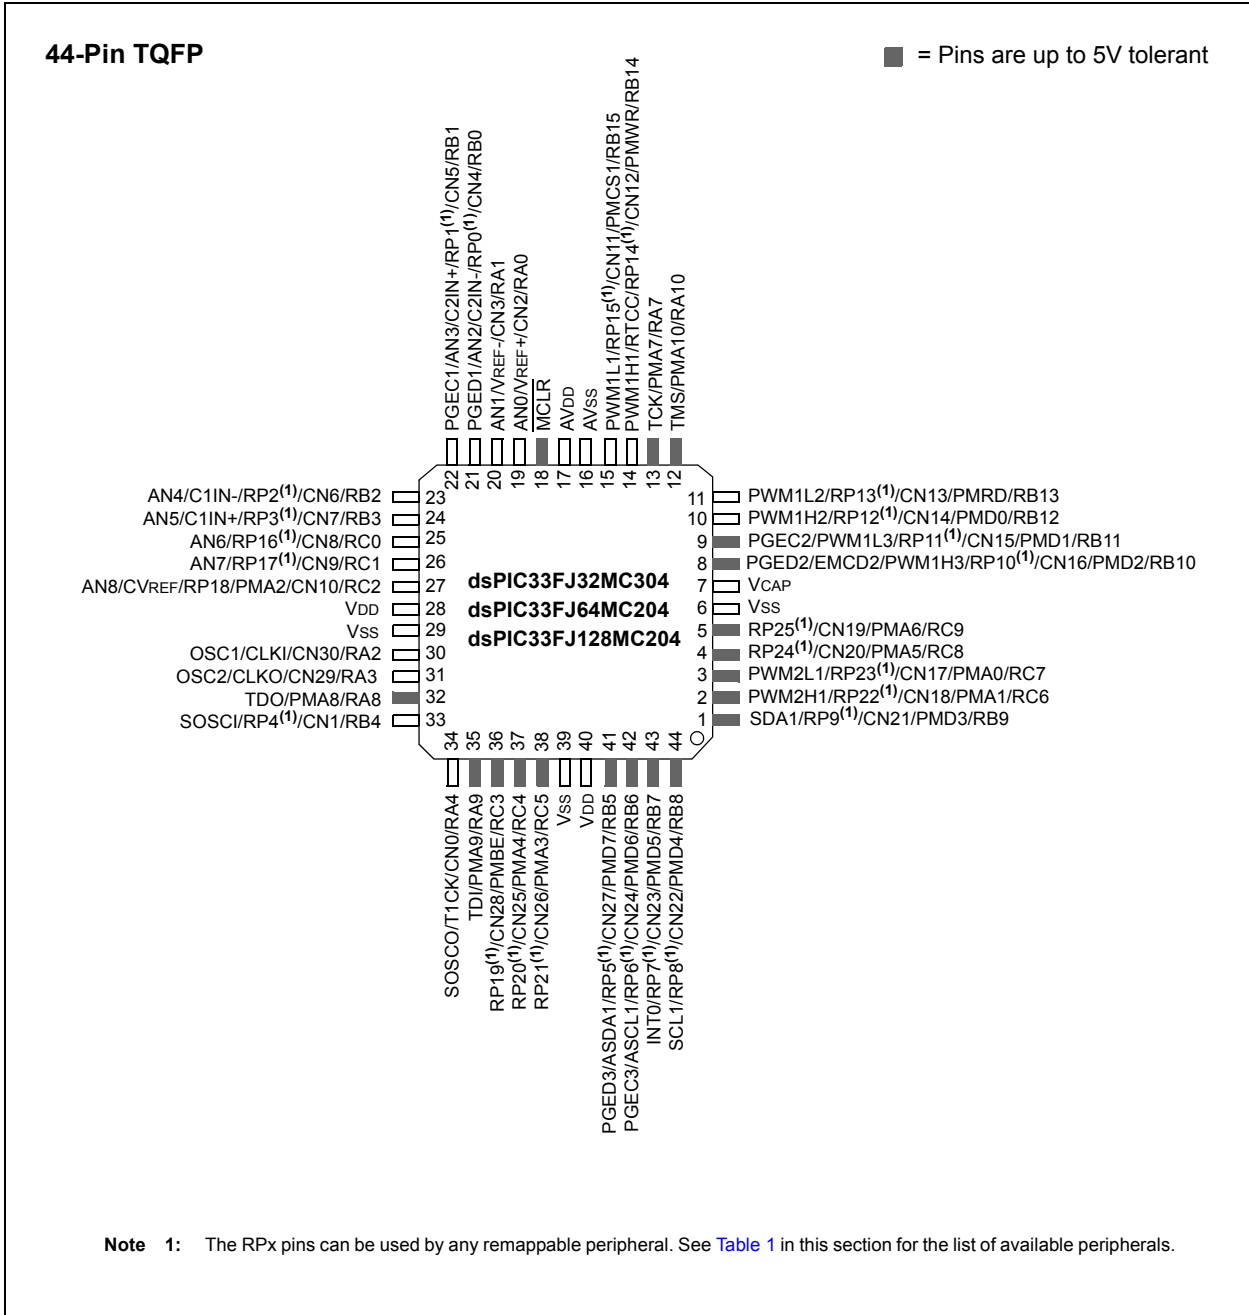 44-Pin TQFP
= Pins are up to 5V tolerant
PGEC1/AN3/C2IN+/RP1(1)/CN5/RB1
PGED1/AN2/C2IN-/RP0(1)/CN4/RB0
AN1/VREF-/CN3/RA1
AN0/VREF+/CN2/RA0
MCLR
AVDD
AVSS
PWM1L1/RP15(1)/CN11/PMCS1/RB15
PWM1H1/RTCC/RP14(1)/CN12/PMWR/RB14
TCK/PMA7/RA7
TMS/PMA10/RA10
22 21 20 19 18 17 16 15 14 13 12
AN4/C1IN-/RP2(1)/CN6/RB2 23
AN5/C1IN+/RP3(1)/CN7/RB3 24
AN6/RP16(1)/CN8/RC0 25
AN7/RP17(1)/CN9/RC1 26
AN8/CVREF/RP18/PMA2/CN10/RC2 27
VDD 28
VSS 29
OSC1/CLKI/CN30/RA2 30
OSC2/CLKO/CN29/RA3 31
TDO/PMA8/RA8 32
SOSCI/RP4(1)/CN1/RB4 33
dsPIC33FJ32MC304
dsPIC33FJ64MC204
dsPIC33FJ128MC204
11 PWM1L2/RP13(1)/CN13/PMRD/RB13
10 PWM1H2/RP12(1)/CN14/PMD0/RB12
9 PGEC2/PWM1L3/RP11(1)/CN15/PMD1/RB11
8 PGED2/EMCD2/PWM1H3/RP10(1)/CN16/PMD2/RB10
7 VCAP
6 VSS
5 RP25(1)/CN19/PMA6/RC9
4 RP24(1)/CN20/PMA5/RC8
3 PWM2L1/RP23(1)/CN17/PMA0/RC7
2 PWM2H1/RP22(1)/CN18/PMA1/RC6
1 SDA1/RP9(1)/CN21/PMD3/RB9
34 35 36 37 38 39 40 41 42 43 44
SOSCO/T1CK/CN0/RA4
TDI/PMA9/RA9
RP19(1)/CN28/PMBE/RC3
RP20(1)/CN25/PMA4/RC4
RP21(1)/CN26/PMA3/RC5
VSS
VDD
PGED3/ASDA1/RP5(1)/CN27/PMD7/RB5
PGEC3/ASCL1/RP6(1)/CN24/PMD6/RB6
INT0/RP7(1)/CN23/PMD5/RB7
SCL1/RP8(1)/CN22/PMD4/RB8
Note 1: The RPx pins can be used by any remappable peripheral. See Table 1 in this section for the list of available peripherals.